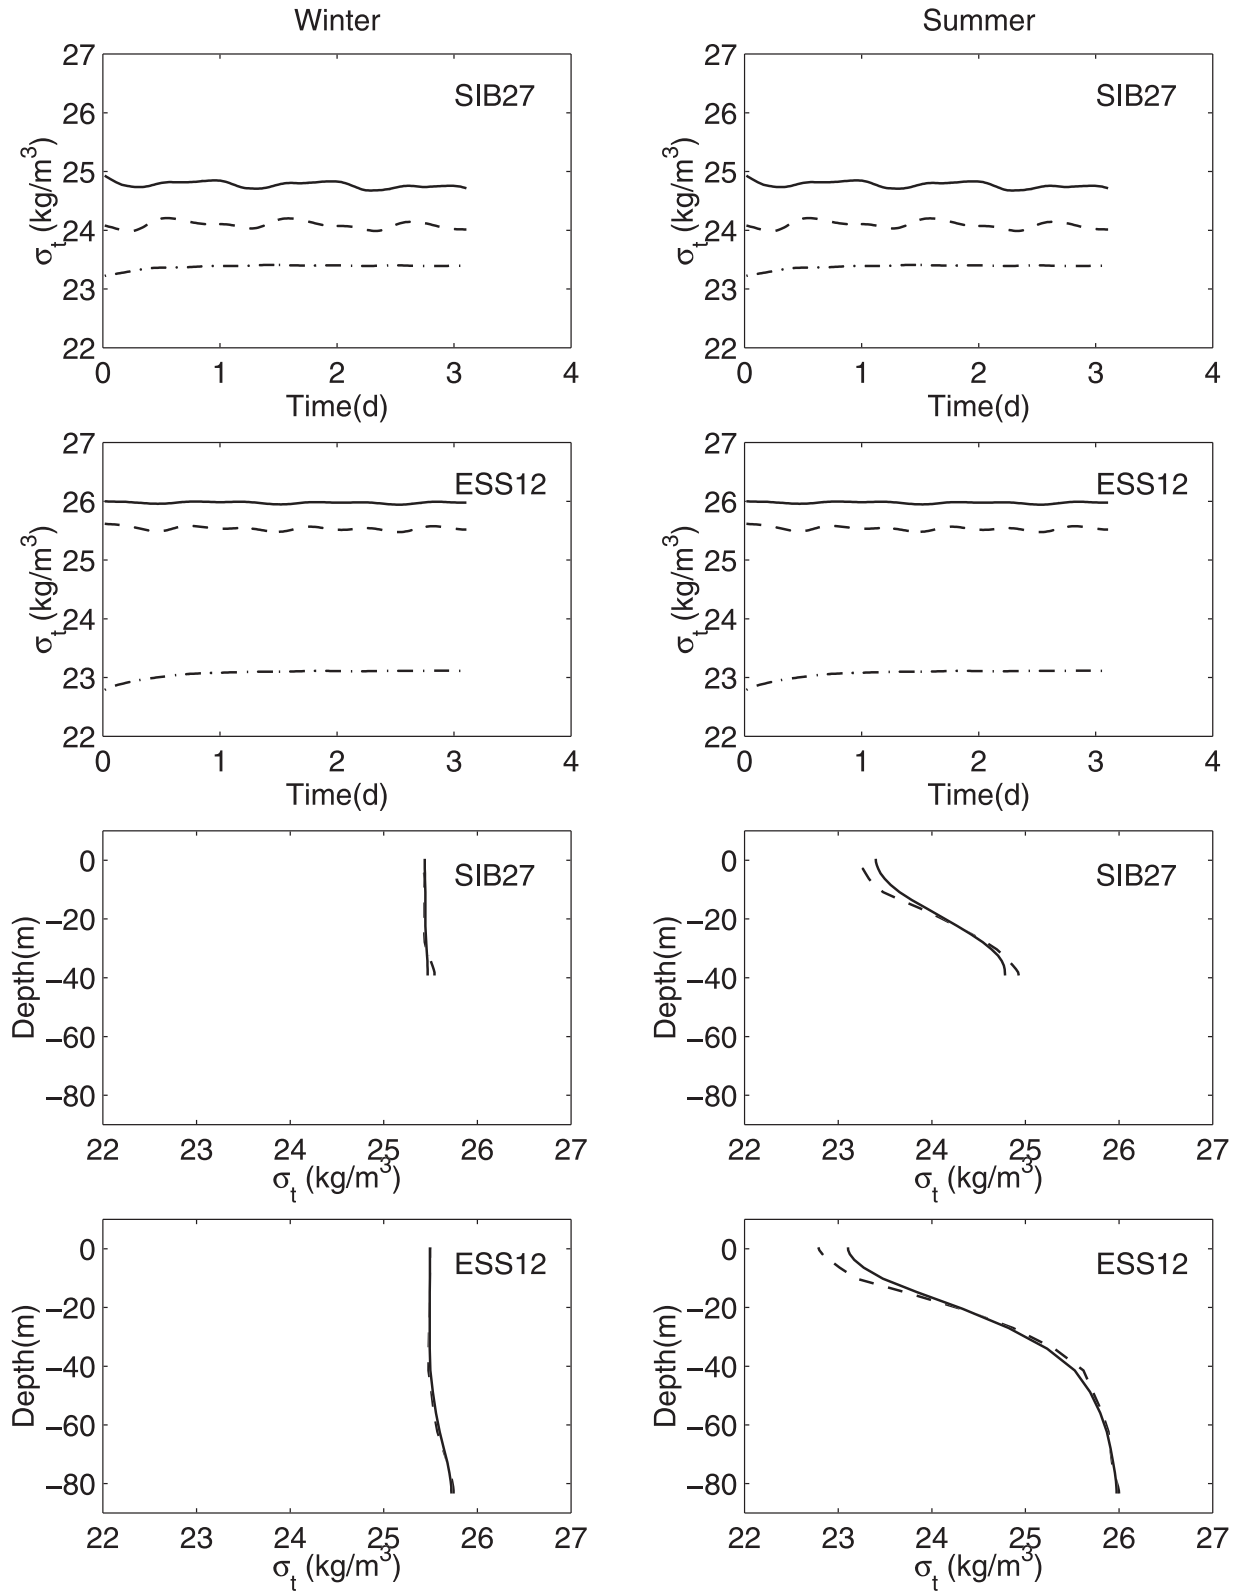 Winter
Summer
27
26
25
24
23
22
σt (kg/m³)
SIB27
0 1 2 3 4
Time(d)
27
26
25
24
23
22
σt (kg/m³)
SIB27
0 1 2 3 4
Time(d)
27
26
25
24
23
22
σt (kg/m³)
ESS12
0 1 2 3 4
Time(d)
27
26
25
24
23
22
σt (kg/m³)
ESS12
0 1 2 3 4
Time(d)
0
−20
−40
−60
−80
Depth(m)
SIB27
22 23 24 25 26 27
σt (kg/m³)
0
−20
−40
−60
−80
Depth(m)
SIB27
22 23 24 25 26 27
σt (kg/m³)
0
−20
−40
−60
−80
Depth(m)
ESS12
22 23 24 25 26 27
σt (kg/m³)
0
−20
−40
−60
−80
Depth(m)
ESS12
22 23 24 25 26 27
σt (kg/m³)